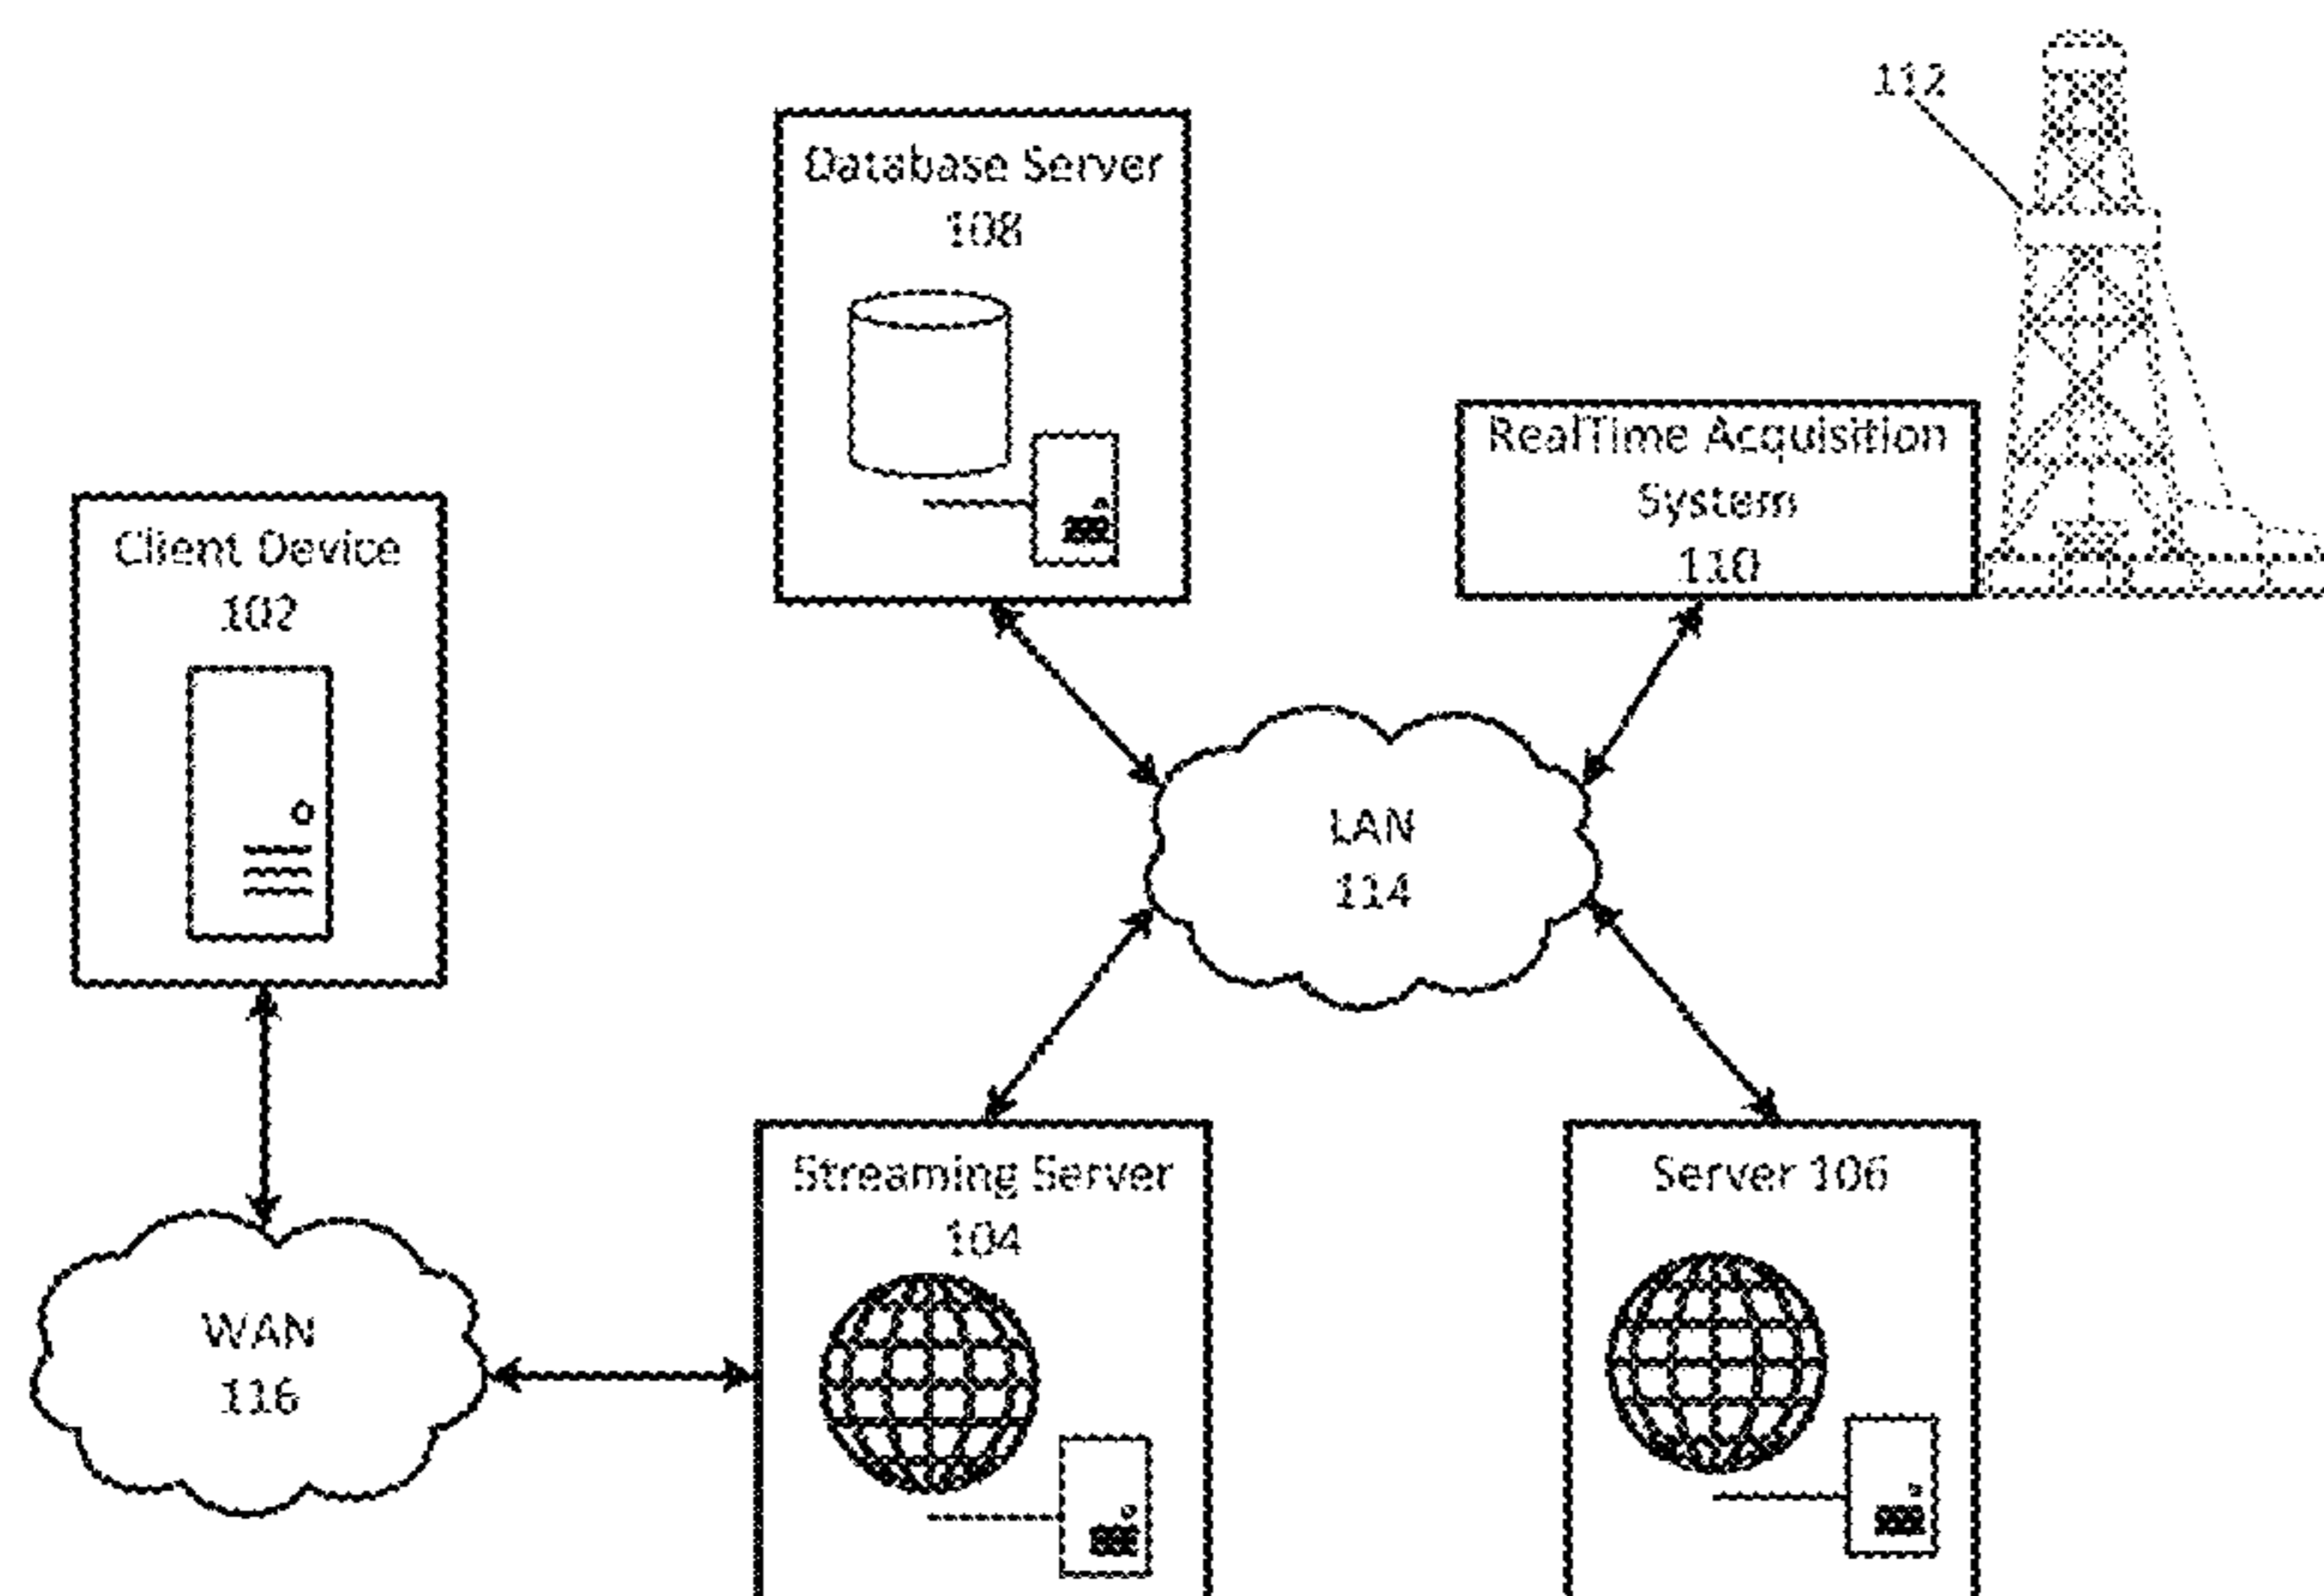 112
Database Server
108
RealTime Acquisition
System
110
Client Device
102
LAN
114
Streaming Server
104
Server 106
WAN
116